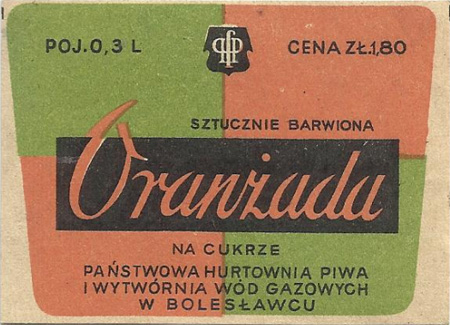 POJ. 0,3 L
PfP
CENA ZŁ.1,80
SZTUCZNIE BARWIONA
Oranżada
NA CUKRZE
PAŃSTWOWA HURTOWNIA PIWA
I WYTWÓRNIA WÓD GAZOWYCH
W BOLESŁAWCU